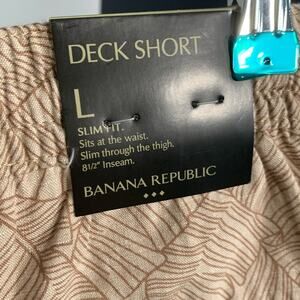 DECK SHORT
L
SLIM FIT.
Sits at the waist.
Slim through the thigh.
8½" Inseam.
BANANA REPUBLIC